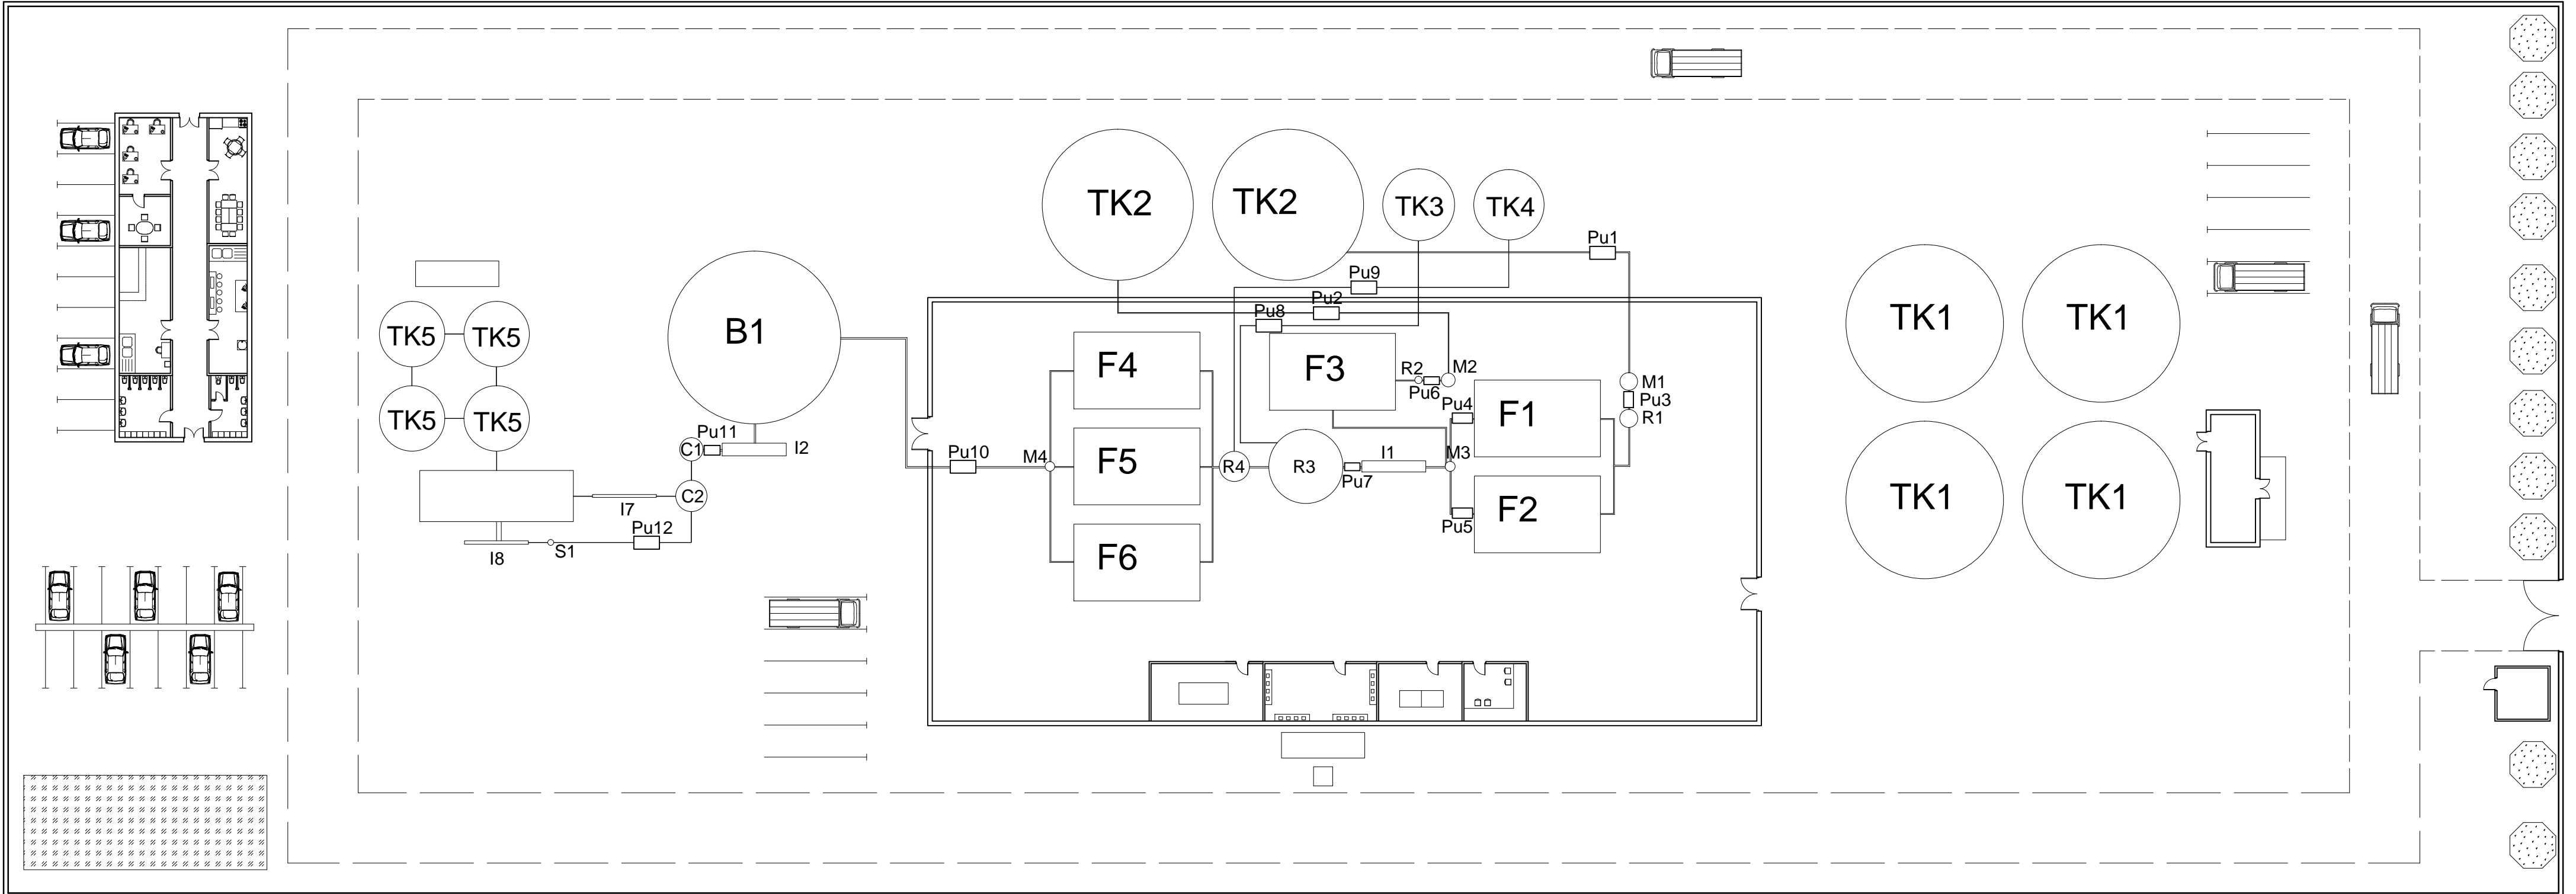 TK2
TK2
TK3
TK4
Pu1
Pu9
Pu2
Pu8
TK1
TK1
TK5
TK5
B1
F4
F3
R2
M2
Pu6
M1
Pu3
R1
Pu4
F1
TK5
TK5
Pu11
C1
I2
Pu10
M4
F5
R4
R3
Pu7
I1
M3
C2
I7
Pu12
S1
I8
F6
Pu5
F2
TK1
TK1